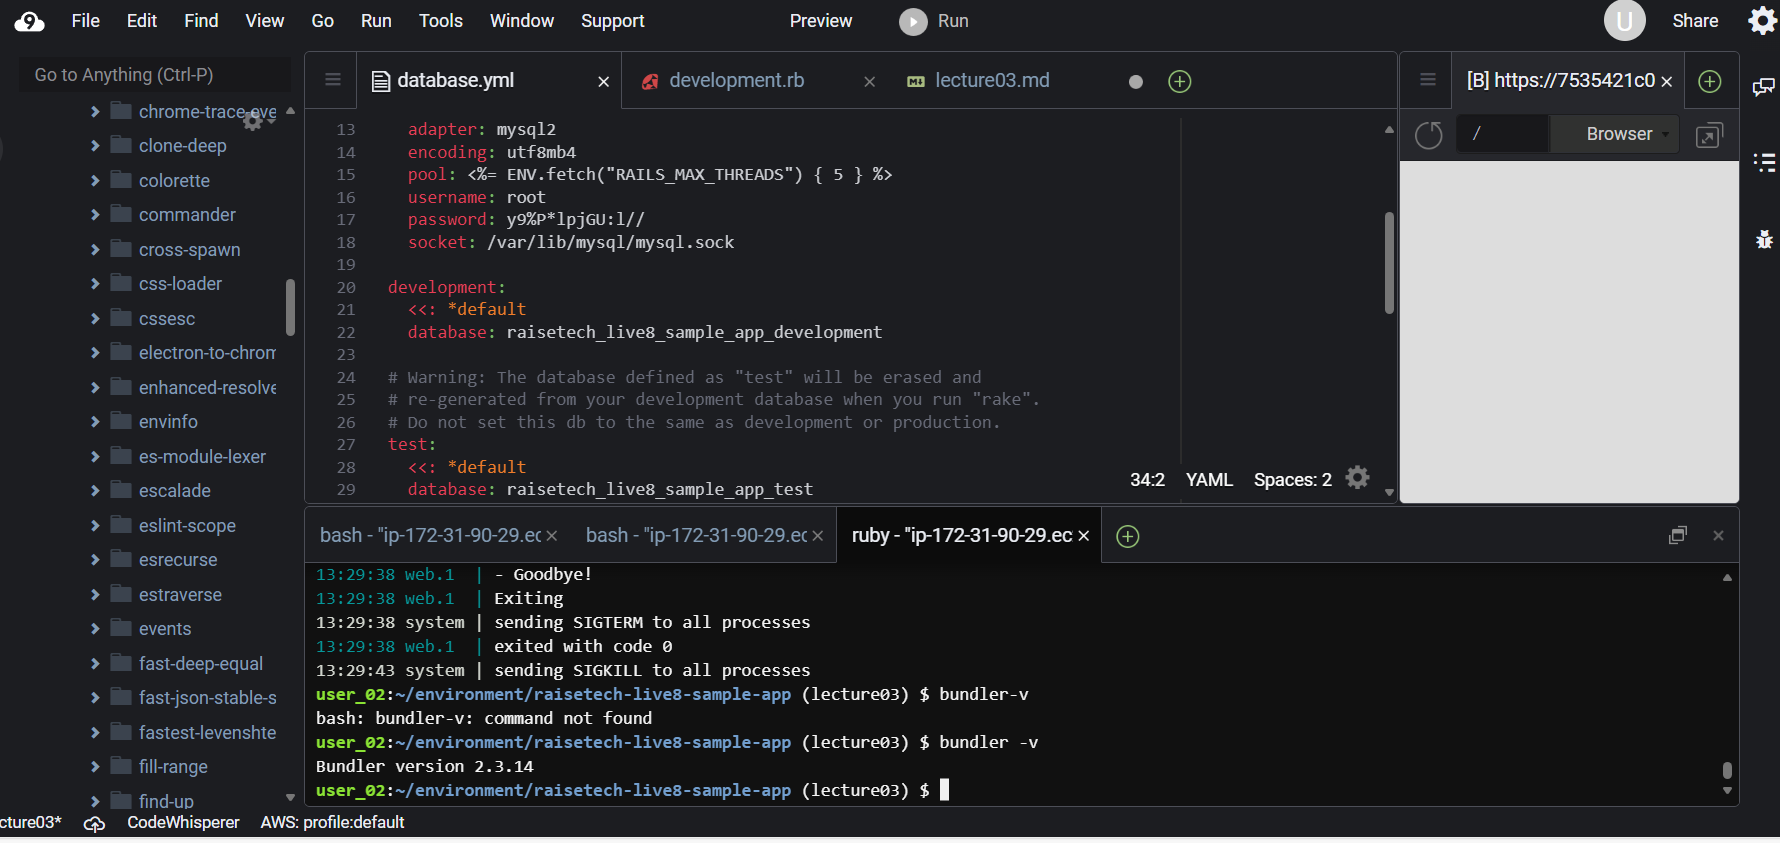 File Edit Find View Go Run Tools Window Support Preview Run U Share
Go to Anything (Ctrl-P)
chrome-trace-eve
clone-deep
colorette
commander
cross-spawn
css-loader
cssesc
electron-to-chrom
enhanced-resolve
envinfo
es-module-lexer
escalade
eslint-scope
esrecurse
estraverse
events
fast-deep-equal
fast-json-stable-s
fastest-levenshte
fill-range
find-up
database.yml development.rb lecture03.md
13 adapter: mysql2
14 encoding: utf8mb4
15 pool: <%= ENV.fetch("RAILS_MAX_THREADS") { 5 } %>
16 username: root
17 password: y9%P*lpjGU:l//
18 socket: /var/lib/mysql/mysql.sock
19
20 development:
21 <<: *default
22 database: raisetech_live8_sample_app_development
23
24 # Warning: The database defined as "test" will be erased and
25 # re-generated from your development database when you run "rake".
26 # Do not set this db to the same as development or production.
27 test:
28 <<: *default
29 database: raisetech_live8_sample_app_test
34:2 YAML Spaces: 2
[B] https://7535421c0
/ Browser
bash - "ip-172-31-90-29.ec bash - "ip-172-31-90-29.ec ruby - "ip-172-31-90-29.ec
13:29:38 web.1 | - Goodbye!
13:29:38 web.1 | Exiting
13:29:38 system | sending SIGTERM to all processes
13:29:38 web.1 | exited with code 0
13:29:43 system | sending SIGKILL to all processes
user_02:~/environment/raisetech-live8-sample-app (lecture03) $ bundler-v
bash: bundler-v: command not found
user_02:~/environment/raisetech-live8-sample-app (lecture03) $ bundler -v
Bundler version 2.3.14
user_02:~/environment/raisetech-live8-sample-app (lecture03) $
cture03* CodeWhisperer AWS: profile:default